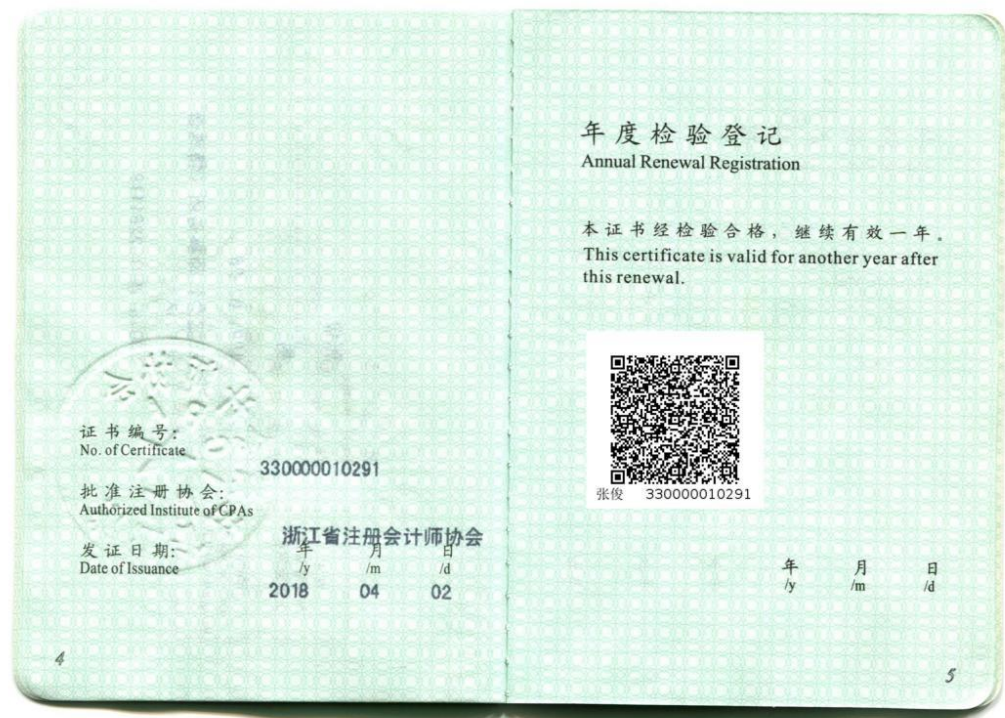 证书编号:
No. of Certificate
330000010291
批准注册协会:
Authorized Institute of CPAs
浙江省注册会计师协会
发证日期:
Date of Issuance
年 月 日
/y /m /d
2018 04 02
4
年度检验登记
Annual Renewal Registration
本证书经检验合格，继续有效一年。
This certificate is valid for another year after
this renewal.
张俊 330000010291
年 月 日
/y /m /d
5